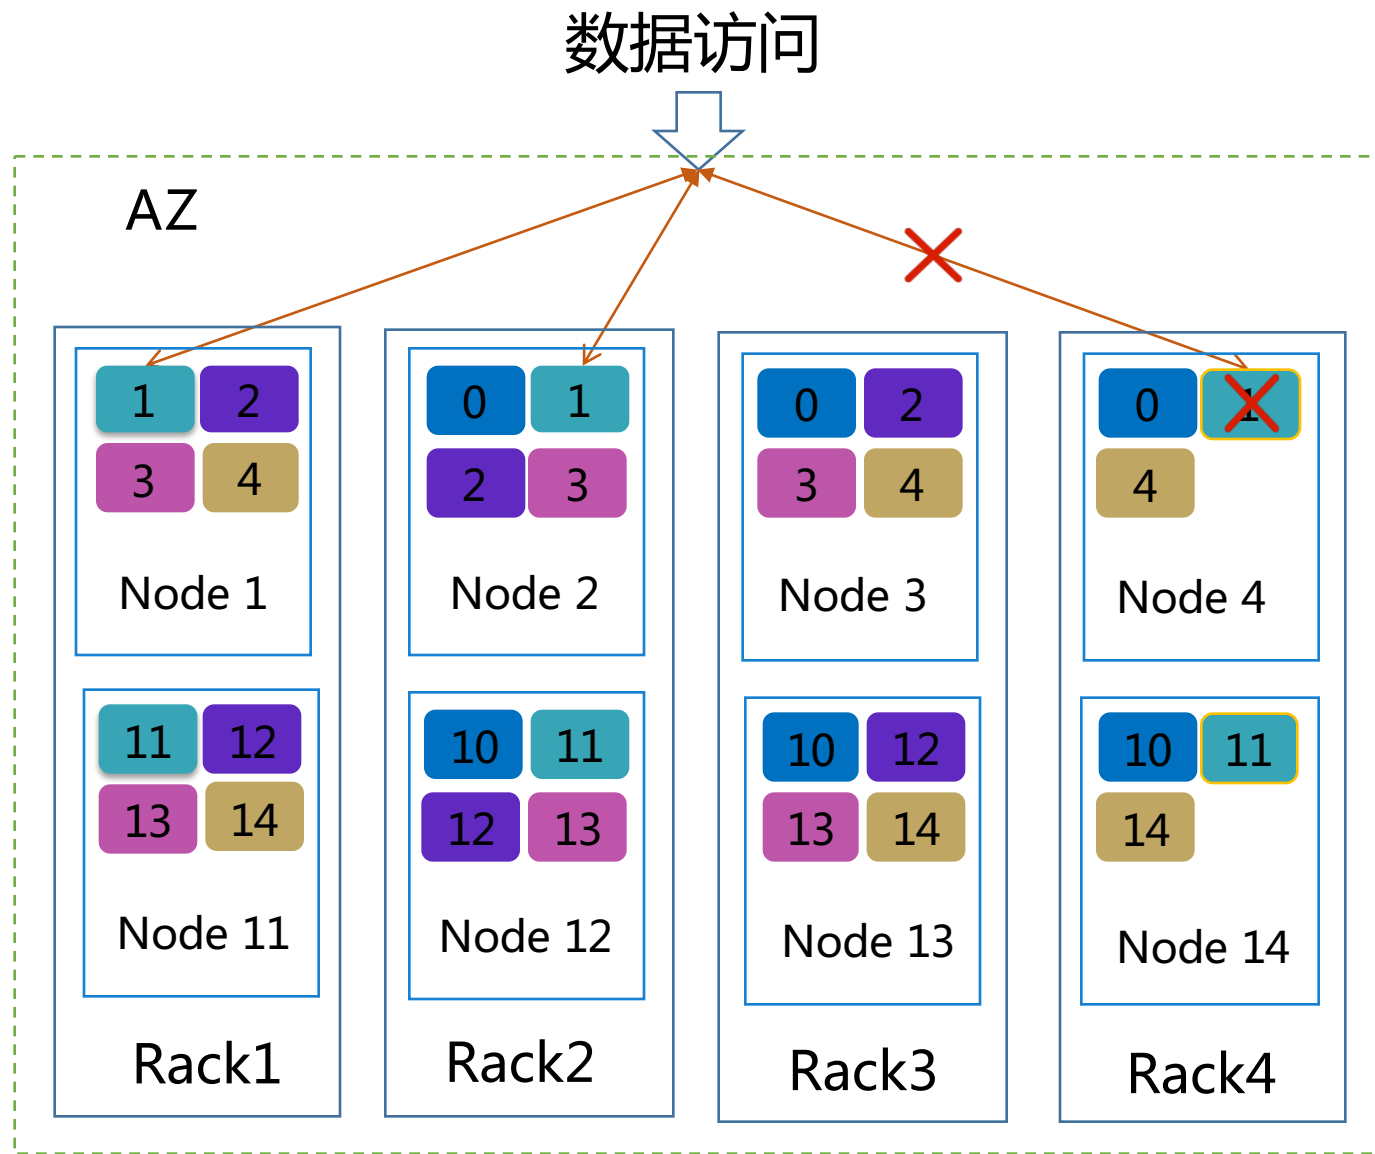 数据访问
AZ
1 2
3 4
Node 1
0 1
2 3
Node 2
0 2
3 4
Node 3
0 1
4
Node 4
11 12
13 14
Node 11
10 11
12 13
Node 12
10 12
13 14
Node 13
10 11
14
Node 14
Rack1
Rack2
Rack3
Rack4